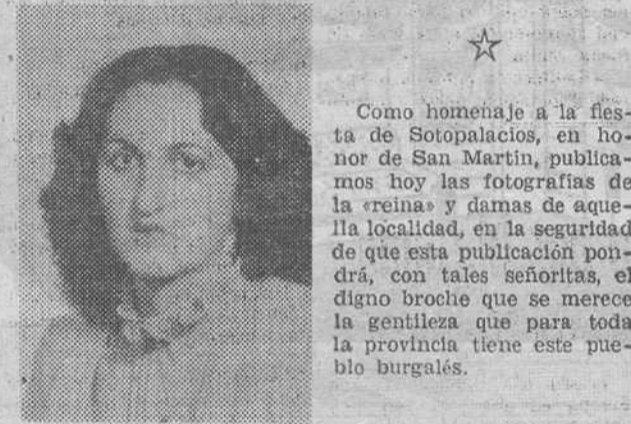 Como homenaje a la fies-
ta de Sotopalacios, en ho-
nor de San Martín, publica-
mos hoy las fotografías de
la «reina» y damas de aque-
lla localidad, en la seguridad
de que esta publicación pon-
drá, con tales señoritas, el
digno broche que se merece
la gentileza que para toda
la provincia tiene este pue-
blo burgalés.